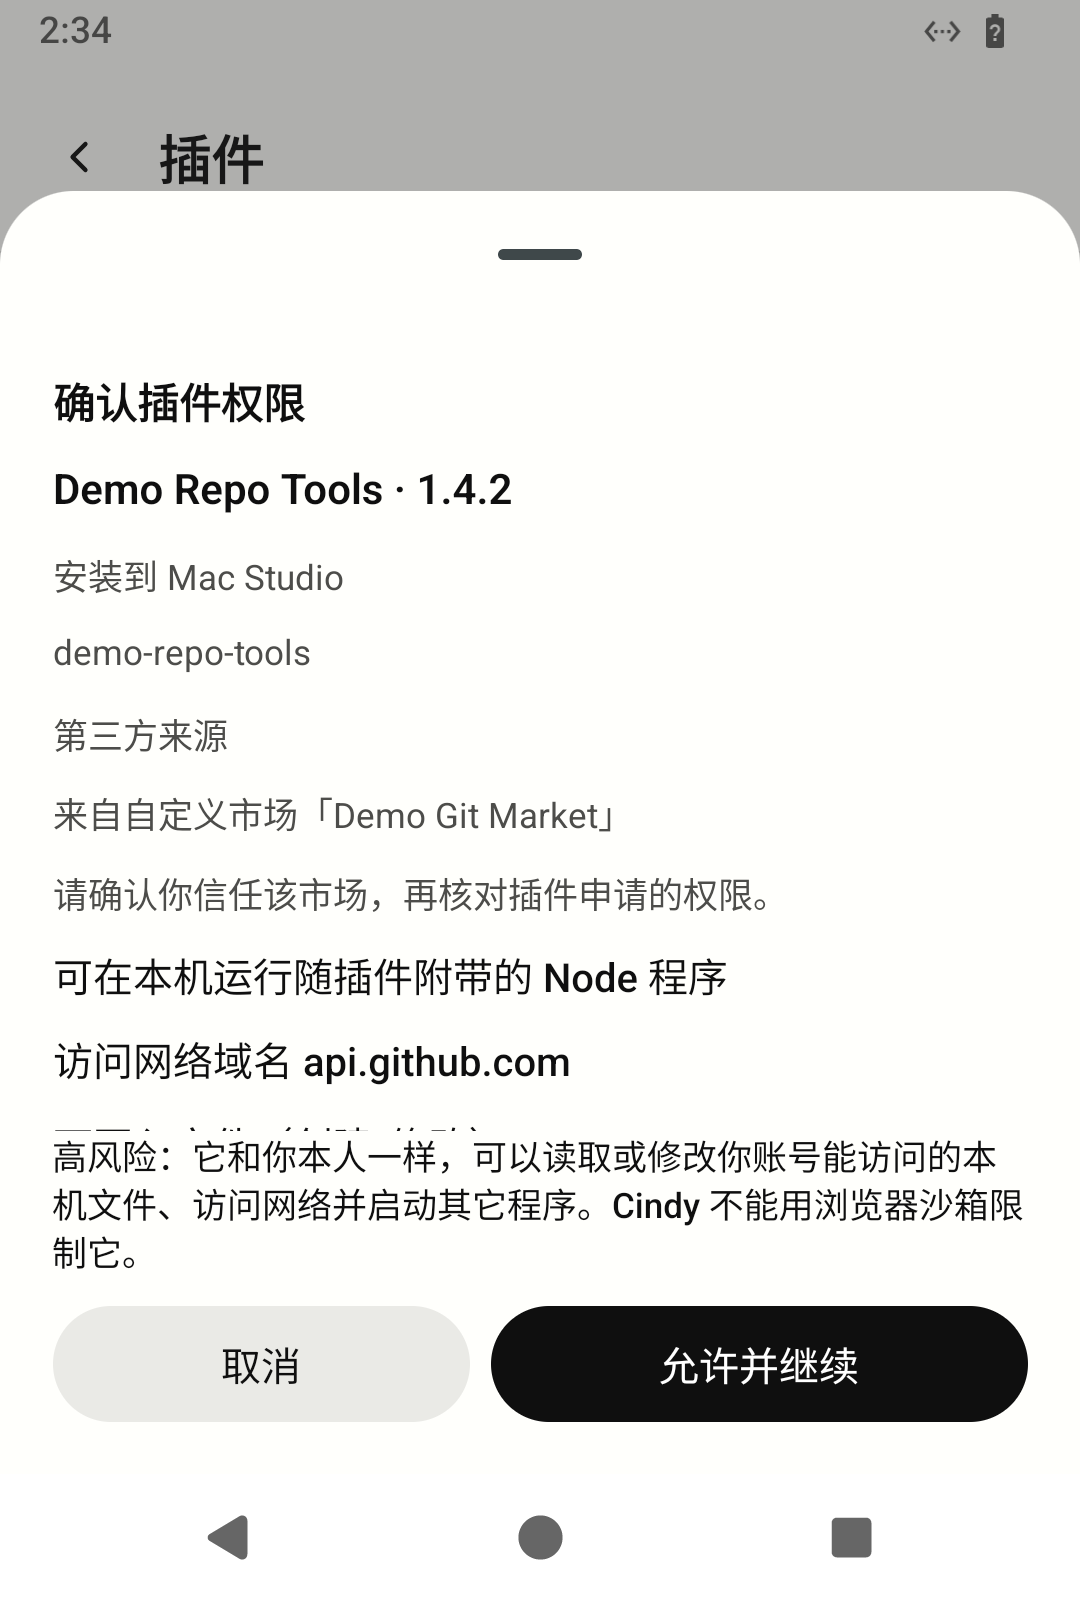 2:34
插件
确认插件权限
Demo Repo Tools · 1.4.2
安装到 Mac Studio
demo-repo-tools
第三方来源
来自自定义市场「Demo Git Market」
请确认你信任该市场，再核对插件申请的权限。
可在本机运行随插件附带的 Node 程序
访问网络域名 api.github.com
高风险：它和你本人一样，可以读取或修改你账号能访问的本
机文件、访问网络并启动其它程序。Cindy 不能用浏览器沙箱限
制它。
取消
允许并继续